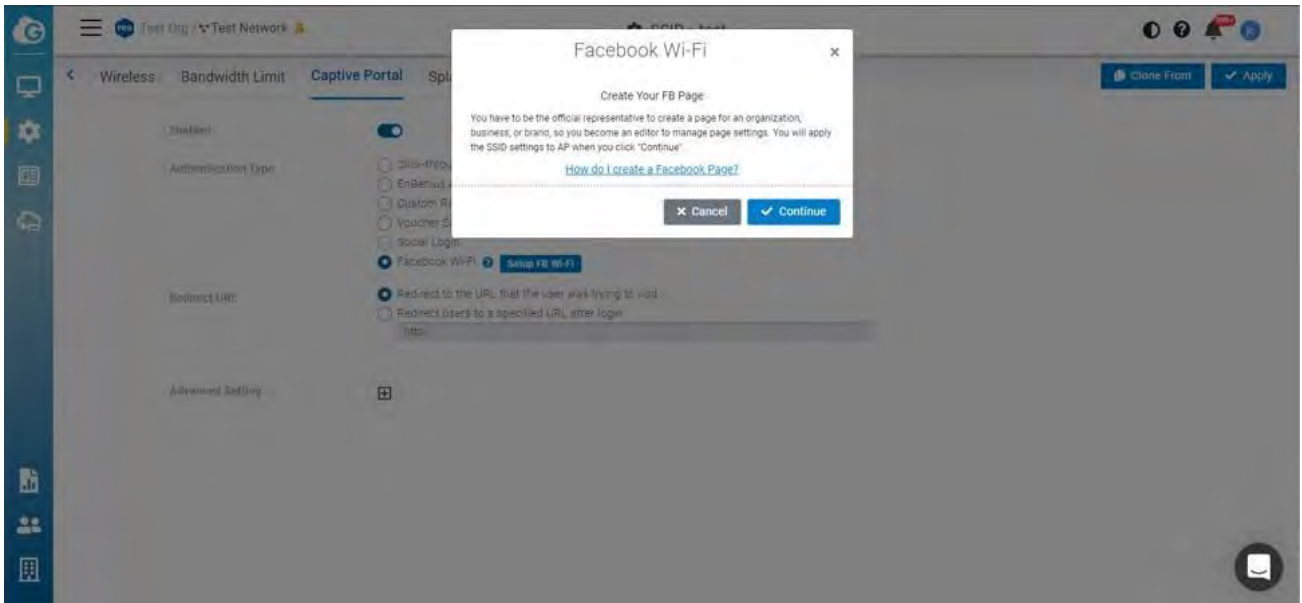 PRO Test Org / Test Network
SSID - test
Wireless Bandwidth Limit Captive Portal
Clone From Apply
Facebook Wi-Fi
Create Your FB Page
You have to be the official representative to create a page for an organization,
business, or brand, so you become an editor to manage page settings. You will apply
the SSID settings to AP when you click "Continue"
How do I create a Facebook Page?
Cancel Continue
Enabled
Authentication Type
Social Login
Facebook Wi-Fi Setup FB Wi-Fi
Redirect URL
Redirect to the URL that the user was trying to visit
Redirect users to a specified URL after login
Advanced Setting